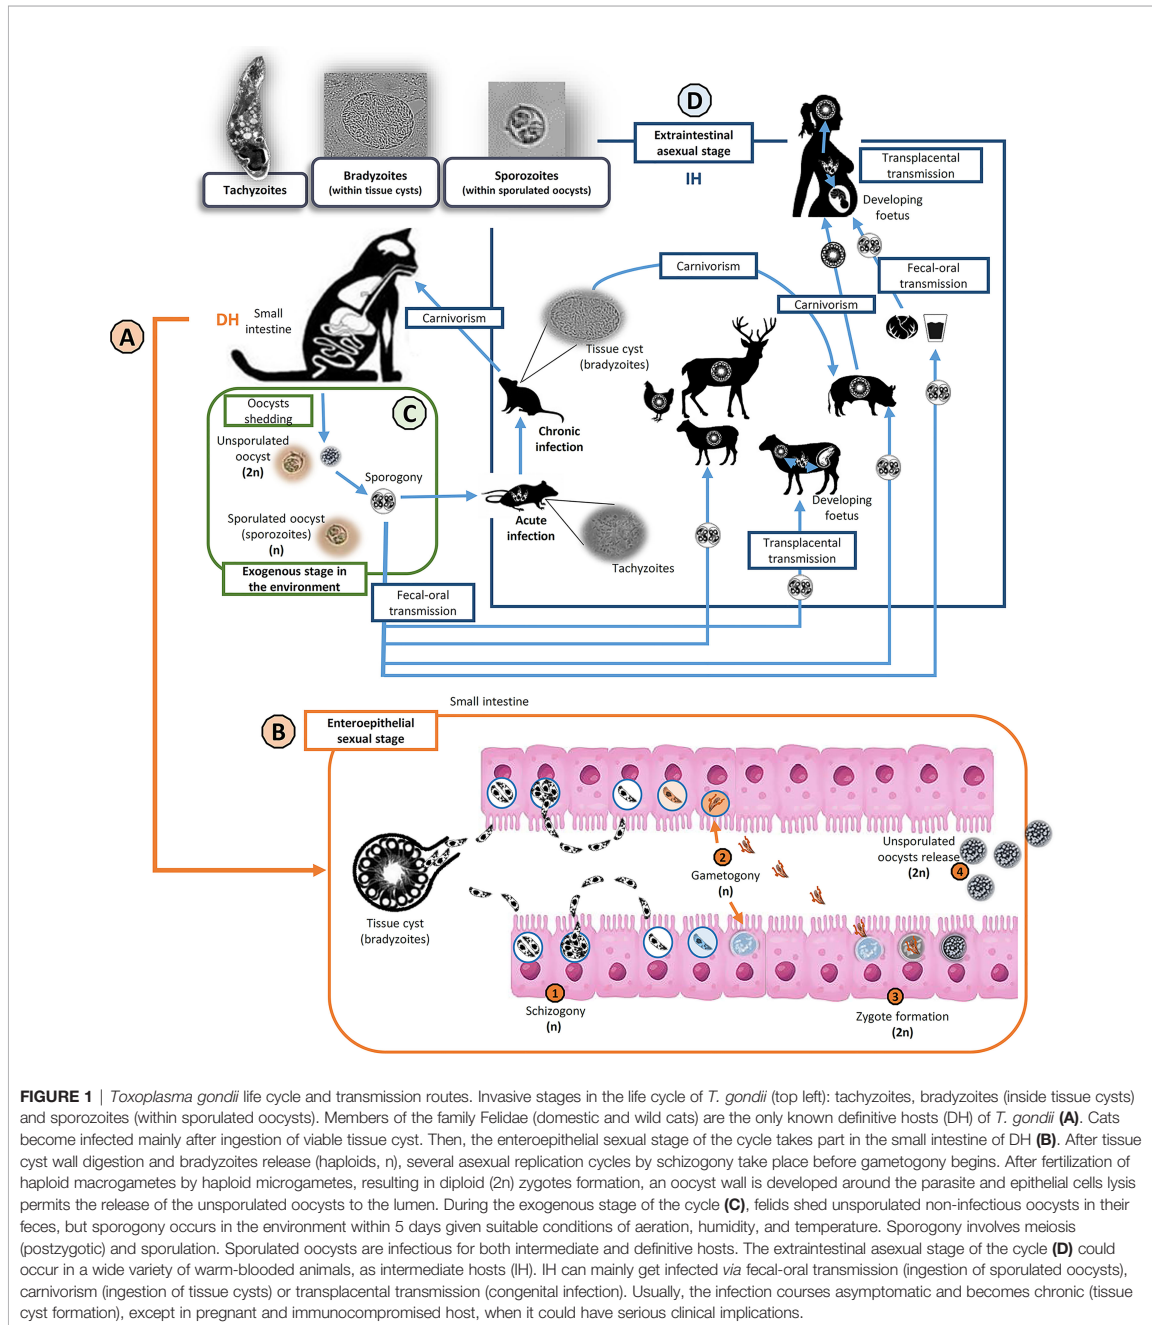 D
Extraintestinal
asexual stage
IH
Tachyzoites
Bradyzoites
(within tissue cysts)
Sporozoites
(within sporulated oocysts)
Transplacental
transmission
Developing
foetus
Fecal-oral
transmission
Carnivorism
Carnivorism
Carnivorism
Tissue cyst
(bradyzoites)
A
DH
Small
intestine
C
Oocysts
shedding
Unsporulated
oocyst
(2n)
Sporogony
Sporulated oocyst
(sporozoites)
(n)
Exogenous stage in
the environment
Chronic
infection
Acute
infection
Tachyzoites
Developing
foetus
Transplacental
transmission
Fecal-oral
transmission
Small intestine
B
Enteroepithelial
sexual stage
Tissue cyst
(bradyzoites)
2
Gametogony
(n)
Unsporulated
oocysts release
(2n)
4
1
Schizogony
(n)
3
Zygote formation
(2n)
FIGURE 1 | Toxoplasma gondii life cycle and transmission routes. Invasive stages in the life cycle of T. gondii (top left): tachyzoites, bradyzoites (inside tissue cysts)
and sporozoites (within sporulated oocysts). Members of the family Felidae (domestic and wild cats) are the only known definitive hosts (DH) of T. gondii (A). Cats
become infected mainly after ingestion of viable tissue cyst. Then, the enteroepithelial sexual stage of the cycle takes part in the small intestine of DH (B). After tissue
cyst wall digestion and bradyzoites release (haploids, n), several asexual replication cycles by schizogony take place before gametogony begins. After fertilization of
haploid macrogametes by haploid microgametes, resulting in diploid (2n) zygotes formation, an oocyst wall is developed around the parasite and epithelial cells lysis
permits the release of the unsporulated oocysts to the lumen. During the exogenous stage of the cycle (C), felids shed unsporulated non-infectious oocysts in their
feces, but sporogony occurs in the environment within 5 days given suitable conditions of aeration, humidity, and temperature. Sporogony involves meiosis
(postzygotic) and sporulation. Sporulated oocysts are infectious for both intermediate and definitive hosts. The extraintestinal asexual stage of the cycle (D) could
occur in a wide variety of warm-blooded animals, as intermediate hosts (IH). IH can mainly get infected via fecal-oral transmission (ingestion of sporulated oocysts),
carnivorism (ingestion of tissue cysts) or transplacental transmission (congenital infection). Usually, the infection courses asymptomatic and becomes chronic (tissue
cyst formation), except in pregnant and immunocompromised host, when it could have serious clinical implications.